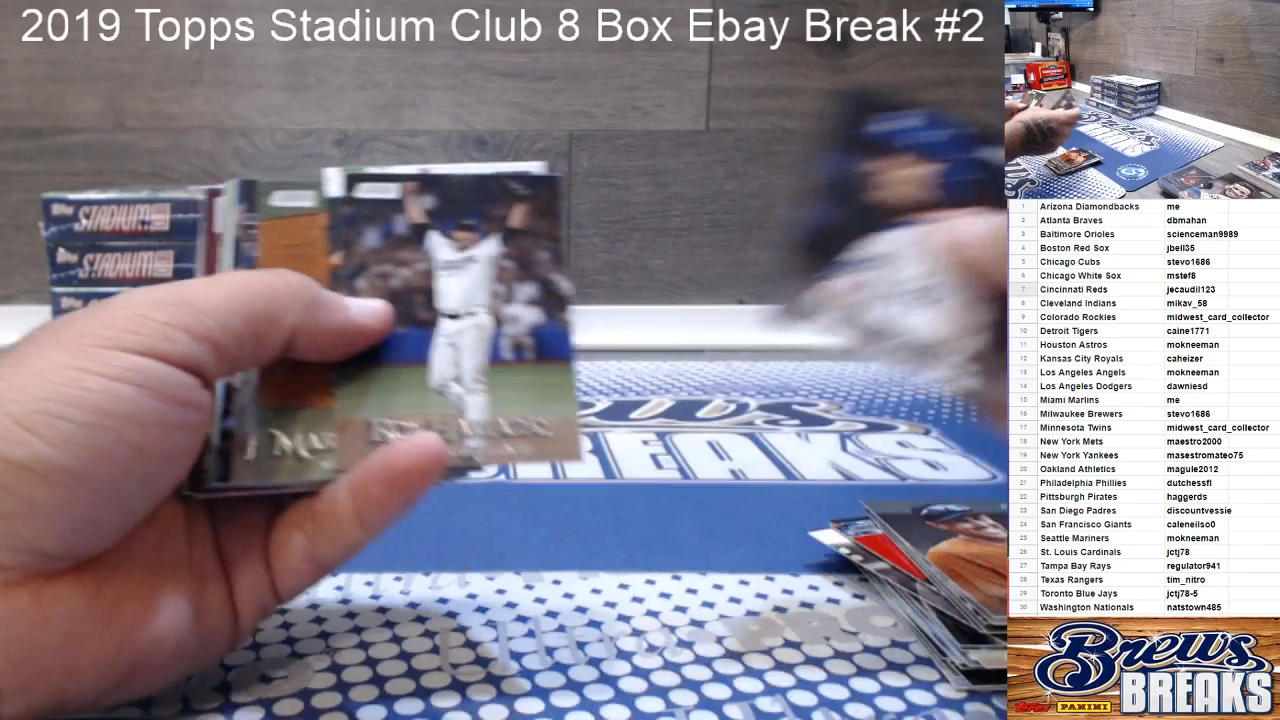 2019 Topps Stadium Club 8 Box Ebay Break #2
STADIUM
STADIUM
BREAKS
1 Arizona Diamondbacks me
2 Atlanta Braves dbmahan
3 Baltimore Orioles scienceman9989
4 Boston Red Sox jbell35
5 Chicago Cubs stevo1686
6 Chicago White Sox mstef8
7 Cincinnati Reds jecaudil123
8 Cleveland Indians mikav_58
9 Colorado Rockies midwest_card_collector
10 Detroit Tigers caine1771
11 Houston Astros mokneeman
12 Kansas City Royals caheizer
13 Los Angeles Angels mokneeman
14 Los Angeles Dodgers dawniesd
15 Miami Marlins me
16 Milwaukee Brewers stevo1686
17 Minnesota Twins midwest_card_collector
18 New York Mets maestro2000
19 New York Yankees masestromateo75
20 Oakland Athletics magule2012
21 Philadelphia Phillies dutchessfl
22 Pittsburgh Pirates haggerds
23 San Diego Padres discountvessie
24 San Francisco Giants caleneilso0
25 Seattle Mariners mokneeman
26 St. Louis Cardinals jctj78
27 Tampa Bay Rays regulator941
28 Texas Rangers tim_nitro
29 Toronto Blue Jays jctj78-5
30 Washington Nationals natstown485
Brews
BREAKS
topps PANINI